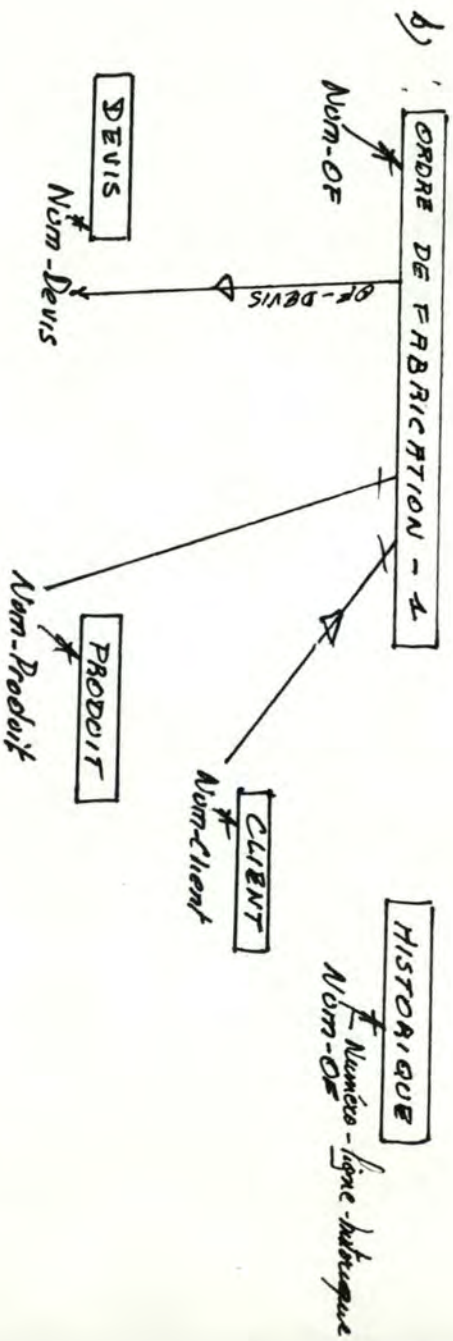 b)
ORDRE DE FABRICATION - 1
Num-OF
OF-DEVIS
DEVIS
Num-Devis
PRODUIT
Nom-Produit
CLIENT
Num-Client
HISTORIQUE
Numéro-ligne-historique
Num-OF